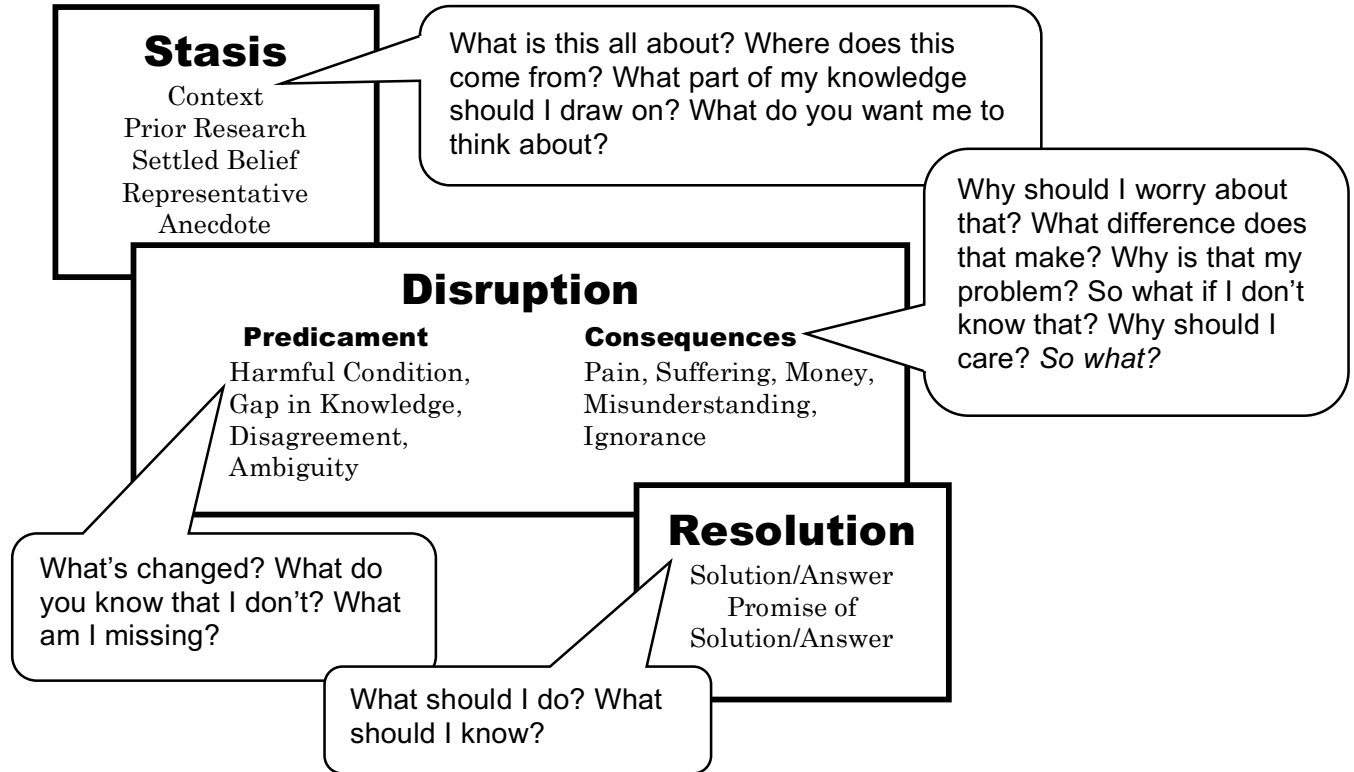 Stasis
Context
Prior Research
Settled Belief
Representative
Anecdote
What is this all about? Where does this
come from? What part of my knowledge
should I draw on? What do you want me to
think about?
Disruption
Predicament
Harmful Condition,
Gap in Knowledge,
Disagreement,
Ambiguity
Consequences
Pain, Suffering, Money,
Misunderstanding,
Ignorance
Why should I worry about
that? What difference does
that make? Why is that my
problem? So what if I don’t
know that? Why should I
care? So what?
What’s changed? What do
you know that I don’t? What
am I missing?
Resolution
Solution/Answer
Promise of
Solution/Answer
What should I do? What
should I know?